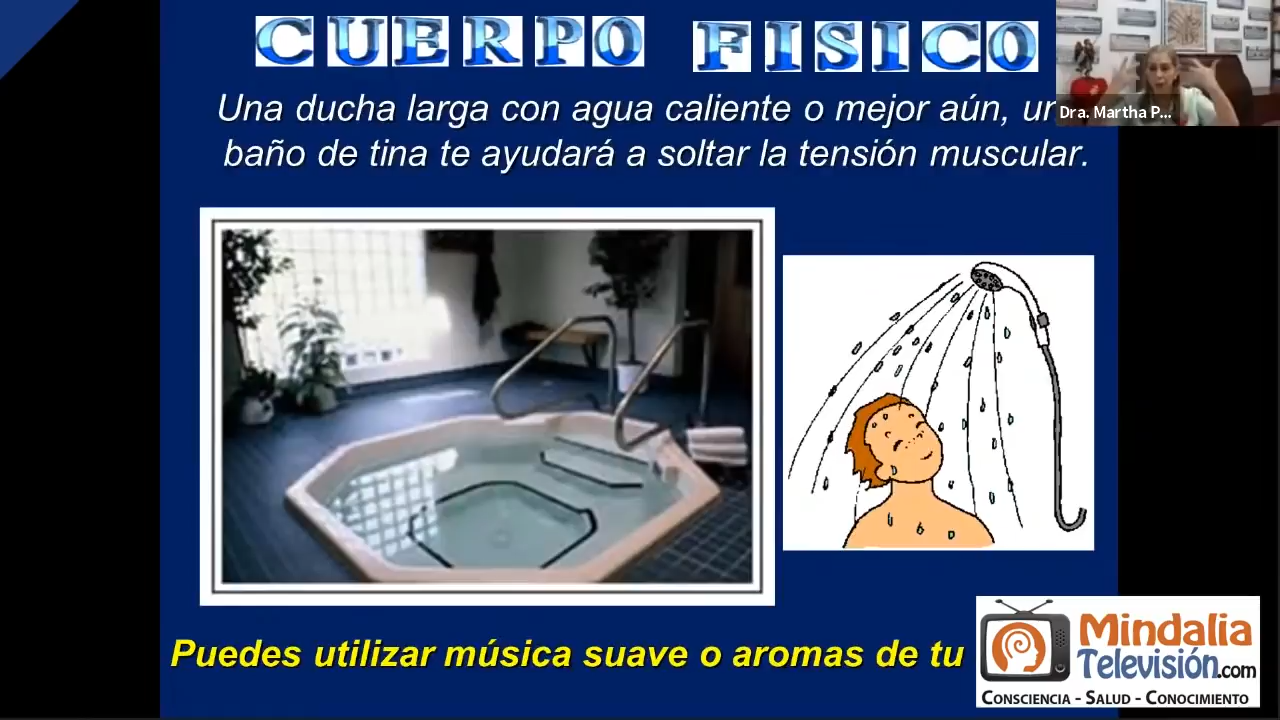 CUERPO FISICO
Una ducha larga con agua caliente o mejor aún, un
baño de tina te ayudará a soltar la tensión muscular.
Dra. Martha P...
Puedes utilizar música suave o aromas de tu
Mindalia
Televisión.com
CONSCIENCIA - SALUD - CONOCIMIENTO